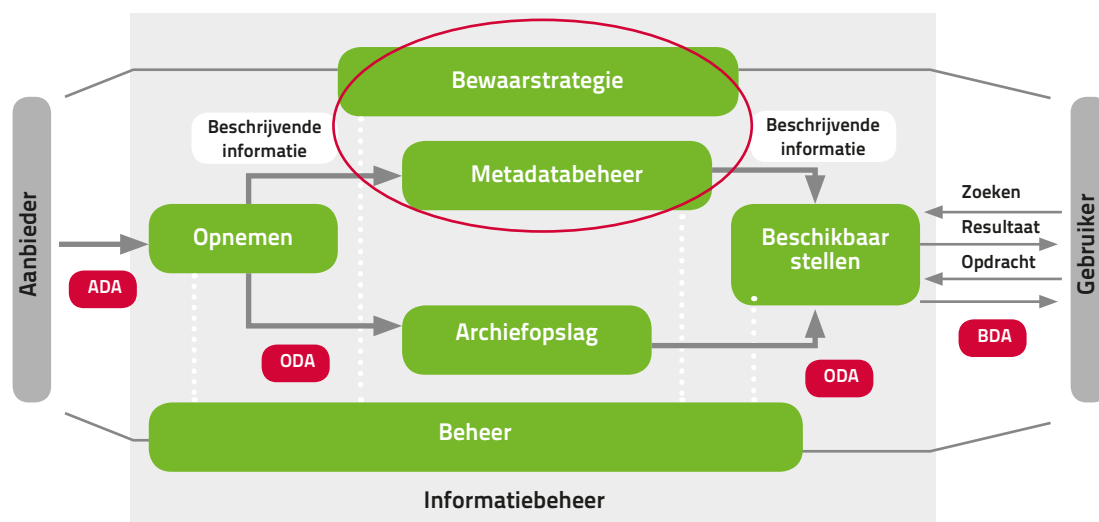 Bewaarstrategie
Beschrijvende
informatie
Beschrijvende
informatie
Metadatabeheer
Aanbieder
Opnemen
ADA
Beschikbaar
stellen
Zoeken
Resultaat
Opdracht
Gebruiker
Archiefopslag
ODA
ODA
BDA
Beheer
Informatiebeheer